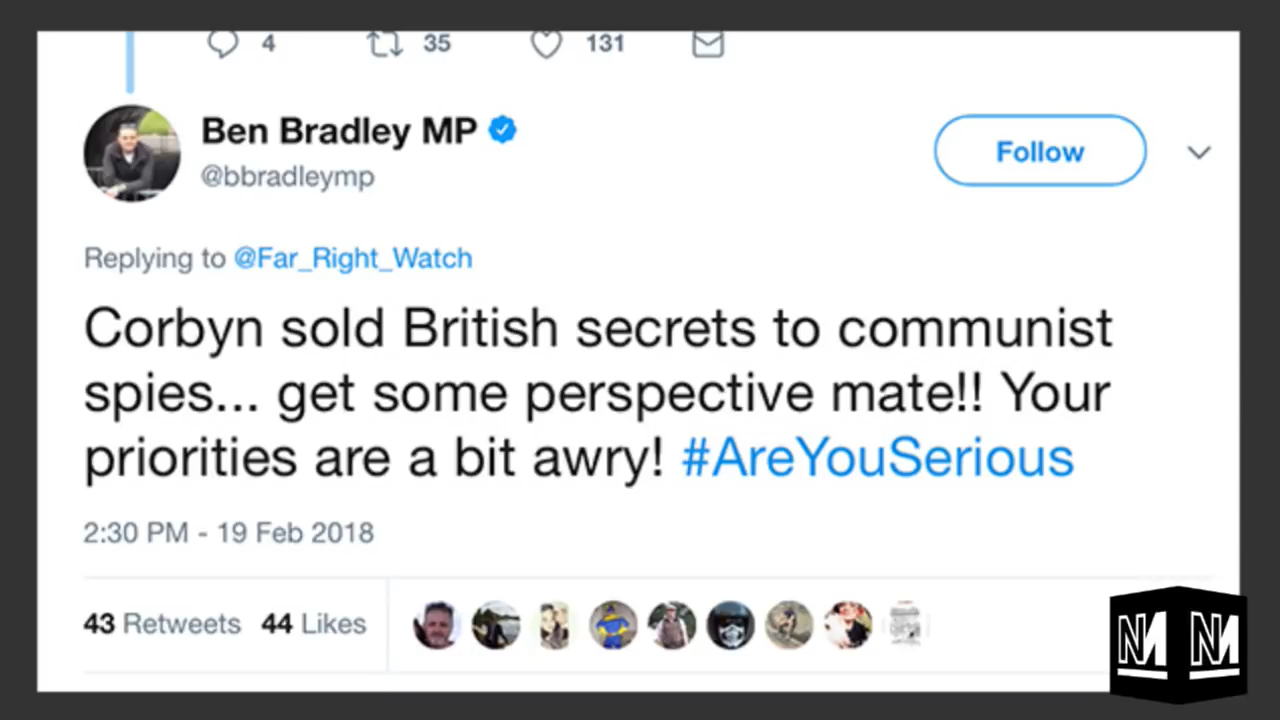 4 35 131
Ben Bradley MP
@bbradleymp
Follow
Replying to @Far_Right_Watch
Corbyn sold British secrets to communist
spies... get some perspective mate!! Your
priorities are a bit awry! #AreYouSerious
2:30 PM - 19 Feb 2018
43 Retweets 44 Likes
NM NM